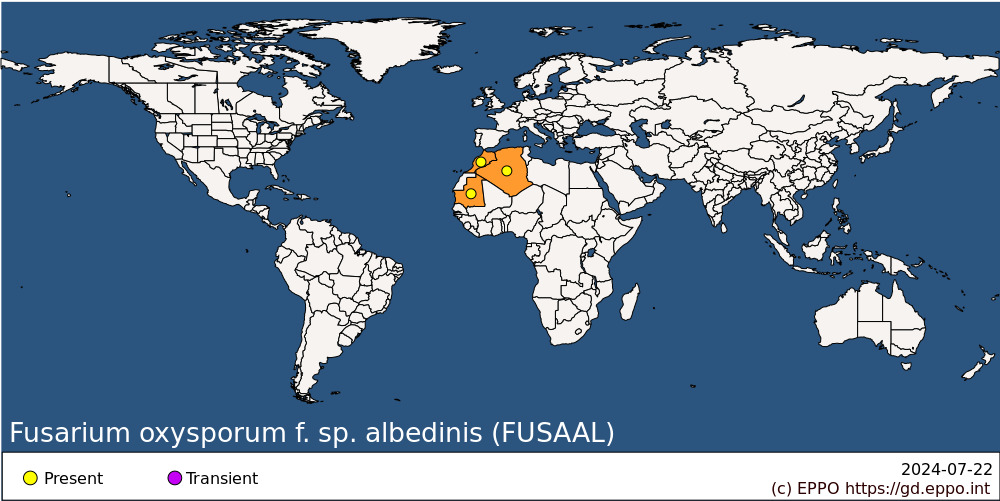 Fusarium oxysporum f. sp. albedinis (FUSAAL)
Present
Transient
2024-07-22
(c) EPPO https://gd.eppo.int